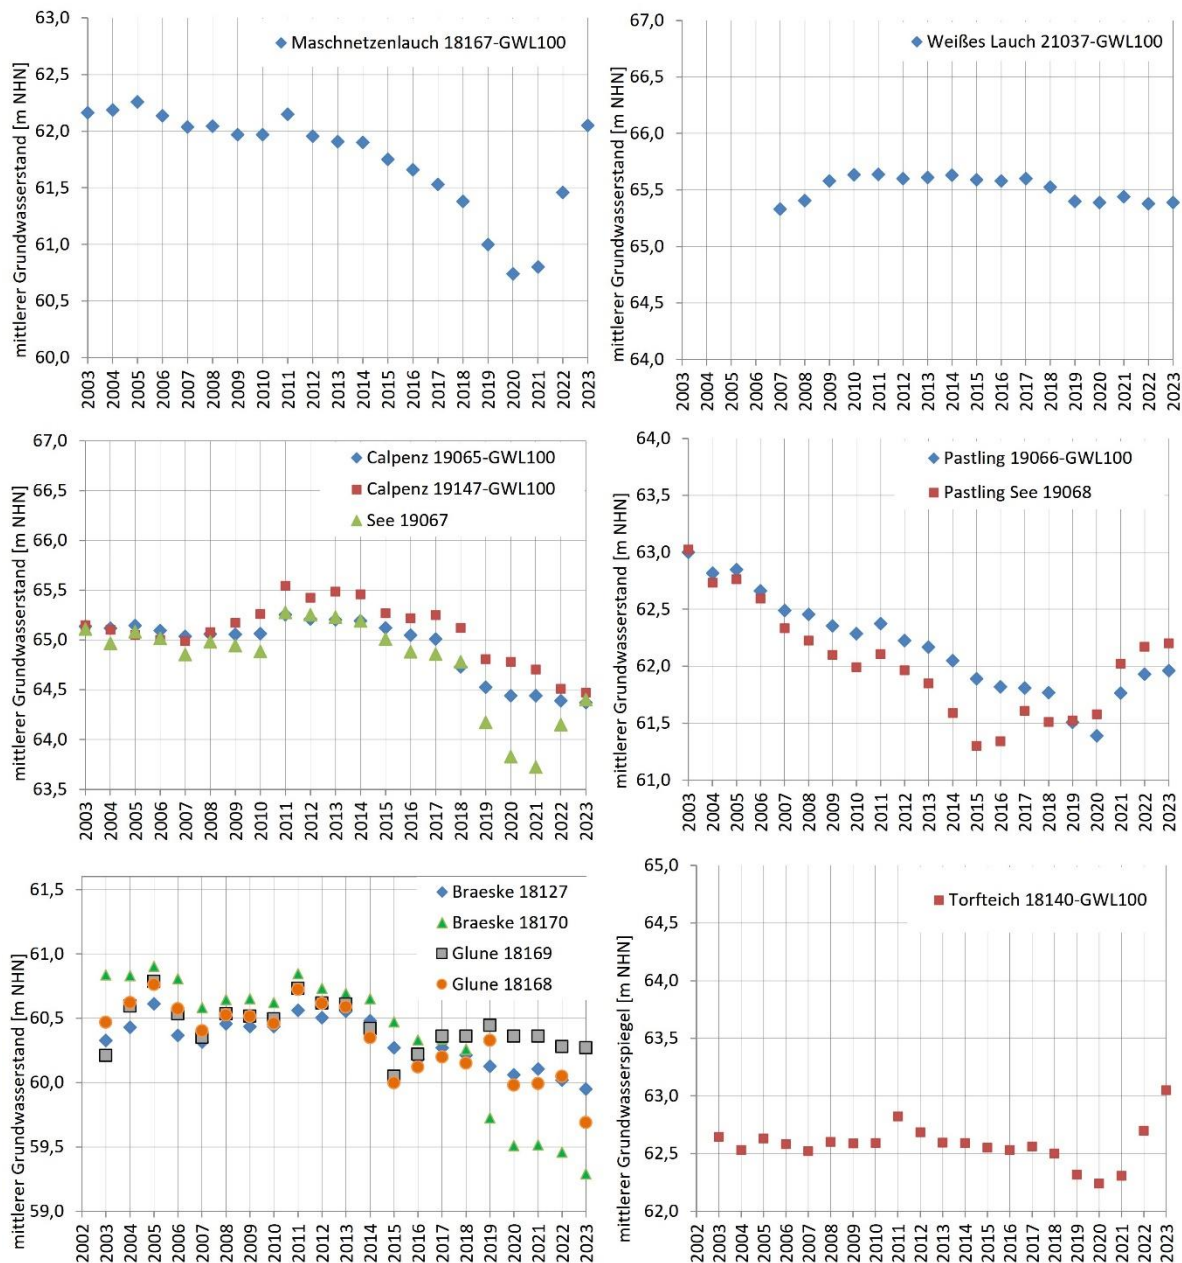 mittlerer Grundwasserstand [m NHN]
63,0
62,5
62,0
61,5
61,0
60,5
60,0
Maschnetzenlauch 18167-GWL100
2003 2004 2005 2006 2007 2008 2009 2010 2011 2012 2013 2014 2015 2016 2017 2018 2019 2020 2021 2022 2023
mittlerer Grundwasserstand [m NHN]
67,0
66,5
66,0
65,5
65,0
64,5
64,0
Weißes Lauch 21037-GWL100
2003 2004 2005 2006 2007 2008 2009 2010 2011 2012 2013 2014 2015 2016 2017 2018 2019 2020 2021 2022 2023
mittlerer Grundwasserstand [m NHN]
67,0
66,5
66,0
65,5
65,0
64,5
64,0
63,5
Calpenz 19065-GWL100
Calpenz 19147-GWL100
See 19067
2003 2004 2005 2006 2007 2008 2009 2010 2011 2012 2013 2014 2015 2016 2017 2018 2019 2020 2021 2022 2023
mittlerer Grundwasserstand [m NHN]
64,0
63,5
63,0
62,5
62,0
61,5
61,0
Pastling 19066-GWL100
Pastling See 19068
2003 2004 2005 2006 2007 2008 2009 2010 2011 2012 2013 2014 2015 2016 2017 2018 2019 2020 2021 2022 2023
mittlerer Grundwasserstand [m NHN]
61,5
61,0
60,5
60,0
59,5
59,0
Braeske 18127
Braeske 18170
Glune 18169
Glune 18168
2002 2003 2004 2005 2006 2007 2008 2009 2010 2011 2012 2013 2014 2015 2016 2017 2018 2019 2020 2021 2022 2023
mittlerer Grundwasserspiegel [m NHN]
65,0
64,5
64,0
63,5
63,0
62,5
62,0
Torfteich 18140-GWL100
2002 2003 2004 2005 2006 2007 2008 2009 2010 2011 2012 2013 2014 2015 2016 2017 2018 2019 2020 2021 2022 2023